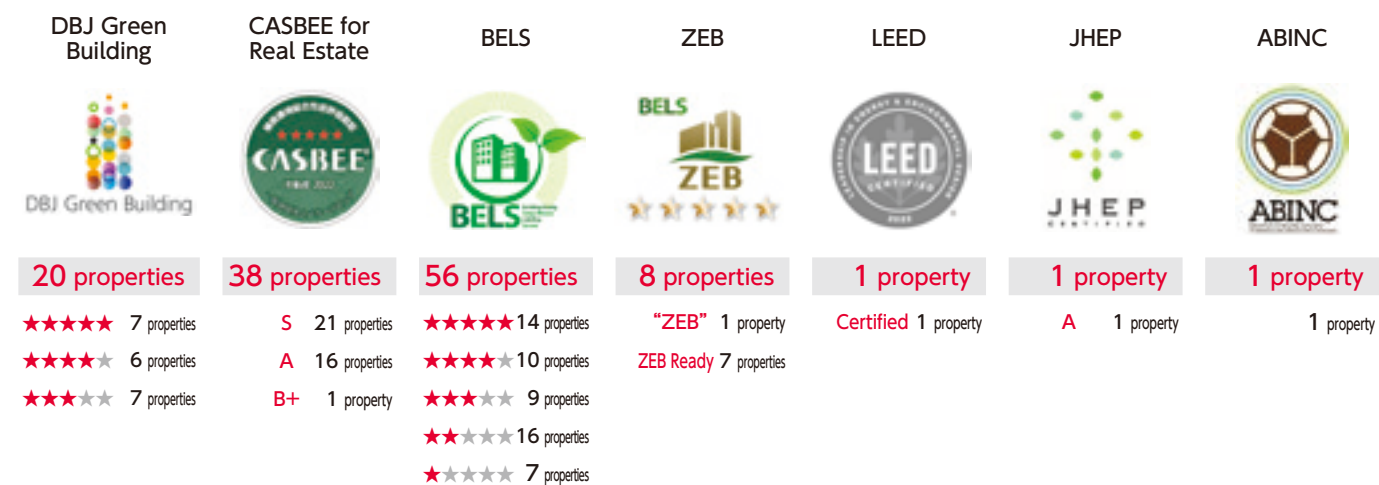 DBJ Green
Building
CASBEE for
Real Estate
BELS
ZEB
LEED
JHEP
ABINC
DBJ Green Building
CASBEE
BELS
BELS
ZEB
LEED
CERTIFIED
JHEP
CERTIFIED
ABINC
20 properties
★★★★★ 7 properties
★★★★★ 6 properties
★★★★★ 7 properties
38 properties
S 21 properties
A 16 properties
B+ 1 property
56 properties
★★★★★ 14 properties
★★★★★ 10 properties
★★★★★ 9 properties
★★★★★ 16 properties
★★★★★ 7 properties
8 properties
“ZEB” 1 property
ZEB Ready 7 properties
1 property
Certified 1 property
1 property
A 1 property
1 property
1 property